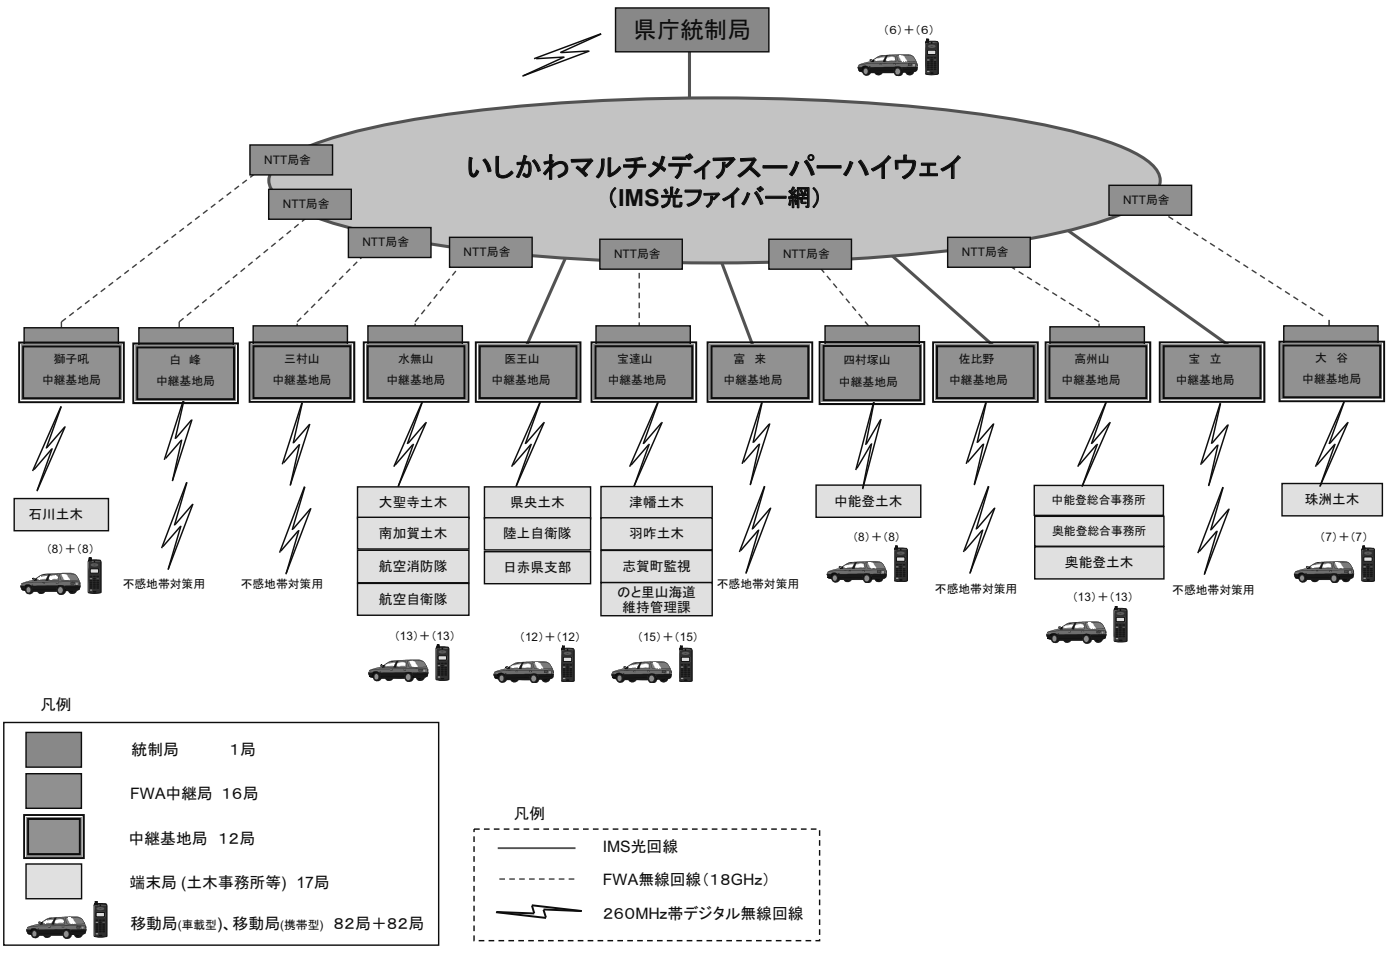 県庁統制局
(6)+(6)
いしかわマルチメディアスーパーハイウェイ
(IMS光ファイバー網)
NTT局舎
NTT局舎
NTT局舎
NTT局舎
NTT局舎
NTT局舎
NTT局舎
NTT局舎
獅子吼
中継基地局
白 峰
中継基地局
三村山
中継基地局
水無山
中継基地局
医王山
中継基地局
宝達山
中継基地局
富 来
中継基地局
四村塚山
中継基地局
佐比野
中継基地局
高州山
中継基地局
宝 立
中継基地局
大 谷
中継基地局
石川土木
(8)+(8)
不感地帯対策用
不感地帯対策用
大聖寺土木
南加賀土木
航空消防隊
航空自衛隊
(13)+(13)
県央土木
陸上自衛隊
日赤県支部
(12)+(12)
津幡土木
羽咋土木
志賀町監視
のと里山海道
維持管理課
(15)+(15)
不感地帯対策用
中能登土木
(8)+(8)
不感地帯対策用
中能登総合事務所
奥能登総合事務所
奥能登土木
(13)+(13)
不感地帯対策用
珠洲土木
(7)+(7)
凡例
統制局 1局
FWA中継局 16局
中継基地局 12局
端末局(土木事務所等) 17局
移動局(車載型)、移動局(携帯型) 82局+82局
凡例
IMS光回線
FWA無線回線(18GHz)
260MHz帯デジタル無線回線